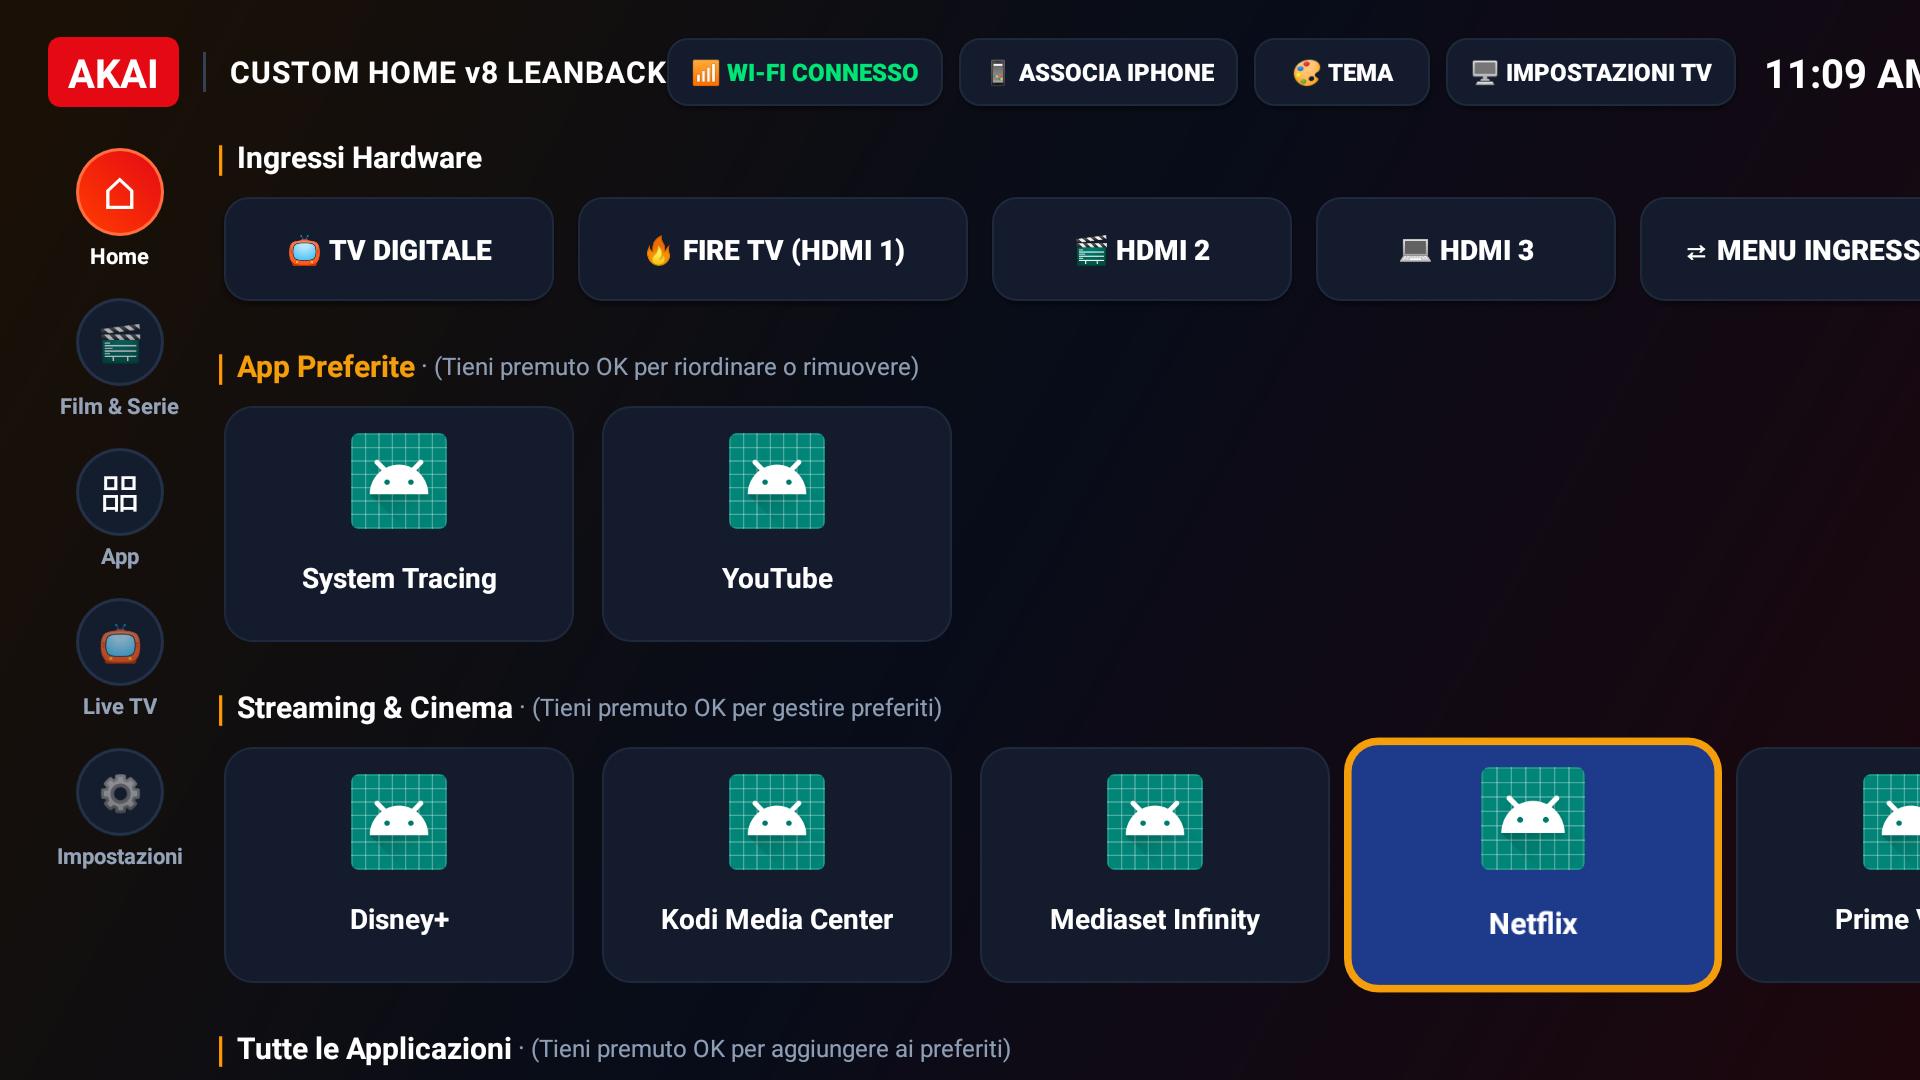 AKAI
CUSTOM HOME v8 LEANBACK
WI-FI CONNESSO
ASSOCIA IPHONE
TEMA
IMPOSTAZIONI TV
11:09 AM
Home
Film & Serie
App
Live TV
Impostazioni
Ingressi Hardware
TV DIGITALE
FIRE TV (HDMI 1)
HDMI 2
HDMI 3
⇄ MENU INGRESS
App Preferite · (Tieni premuto OK per riordinare o rimuovere)
System Tracing
YouTube
Streaming & Cinema · (Tieni premuto OK per gestire preferiti)
Disney+
Kodi Media Center
Mediaset Infinity
Netflix
Prime
Tutte le Applicazioni · (Tieni premuto OK per aggiungere ai preferiti)